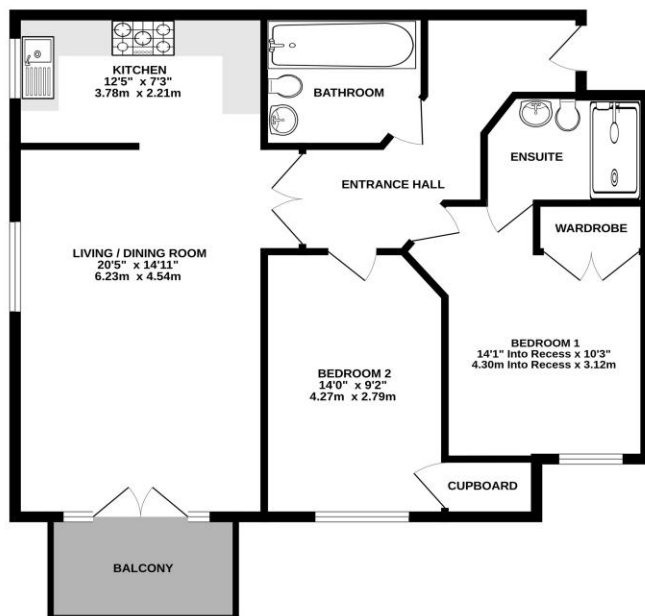 KITCHEN
12'5" x 7'3"
3.78m x 2.21m
BATHROOM
ENSUITE
ENTRANCE HALL
WARDROBE
LIVING / DINING ROOM
20'5" x 14'11"
6.23m x 4.54m
BEDROOM 1
14'1" Into Recess x 10'3"
4.30m Into Recess x 3.12m
BEDROOM 2
14'0" x 9'2"
4.27m x 2.79m
CUPBOARD
BALCONY